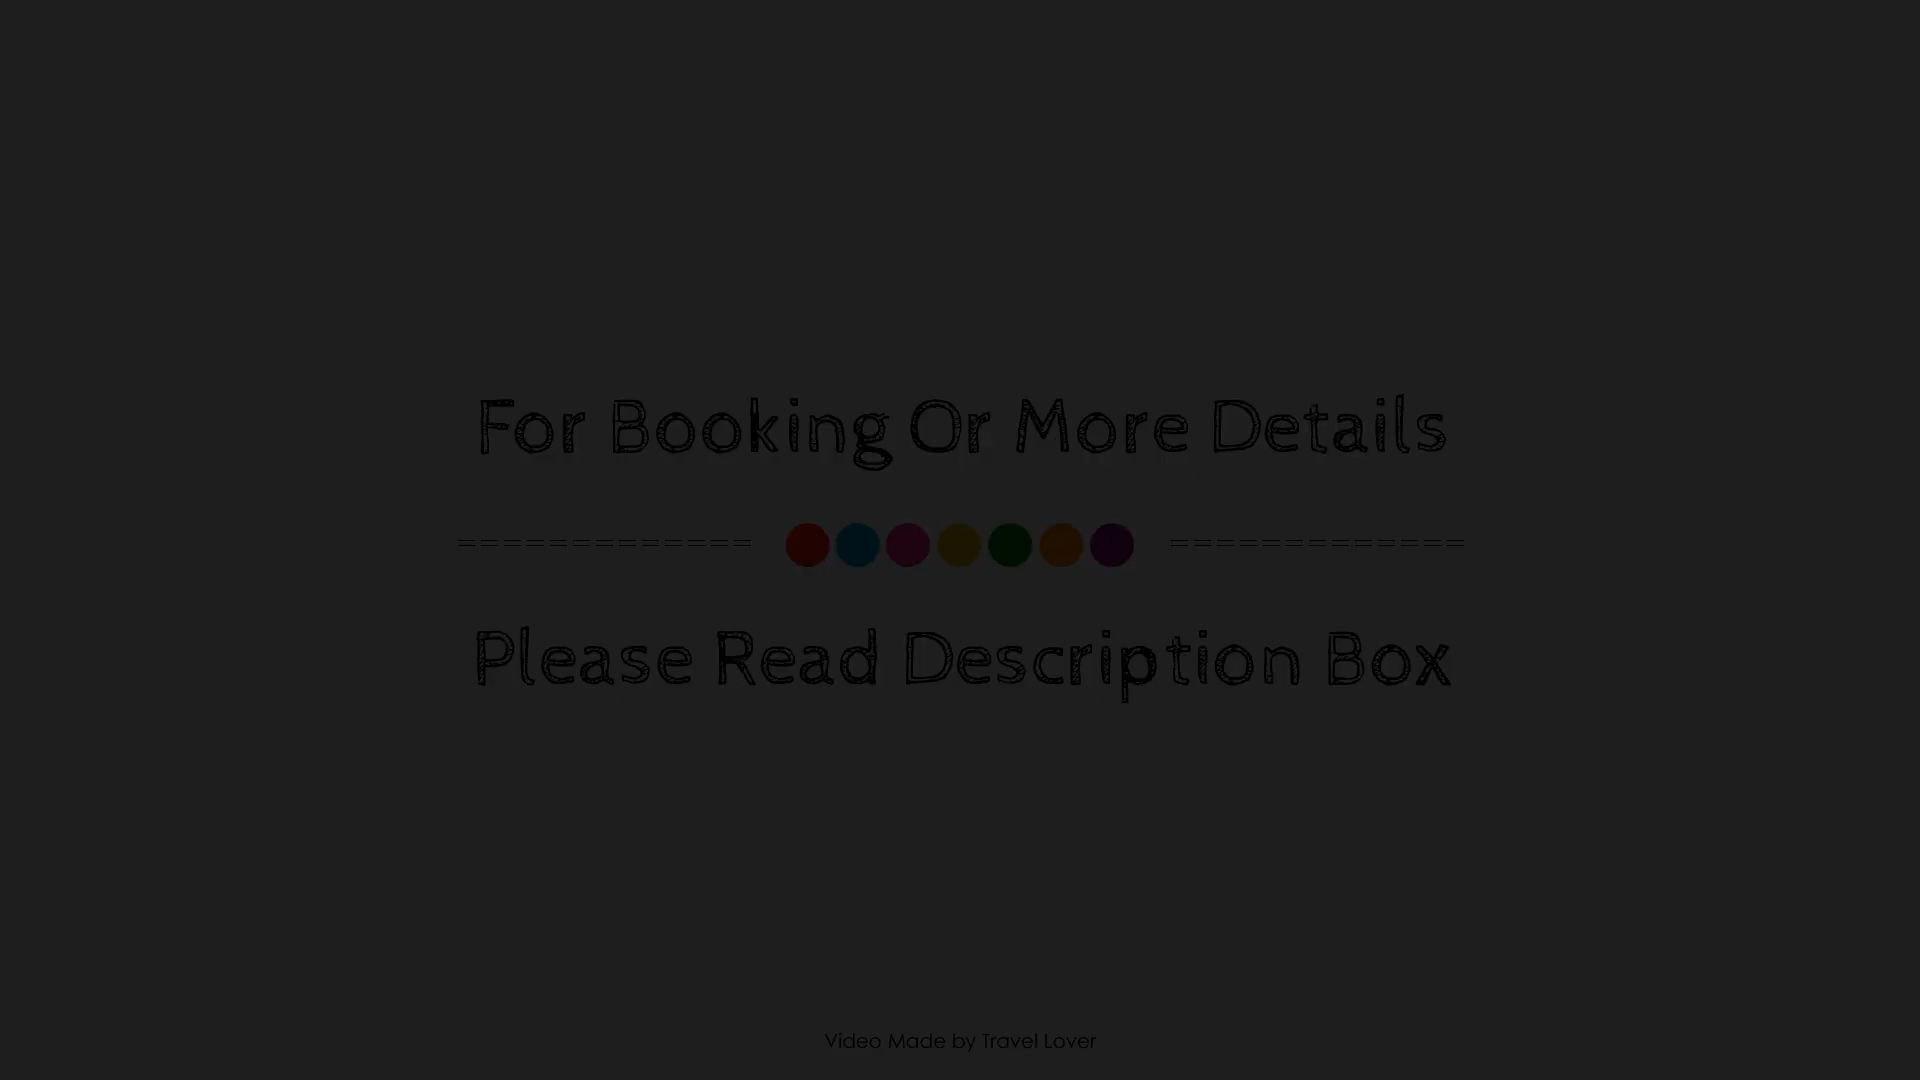 For Booking Or More Details
============= =============
Please Read Description Box
Video Made by Travel Lover